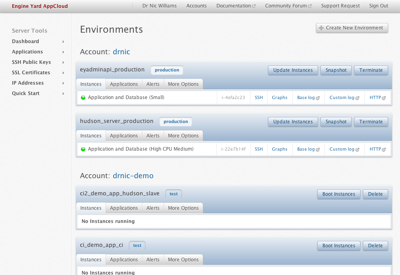 Engine Yard AppCloud
Dr Nic Williams Accounts Documentation Community Forum Support Request Sign Out
Server Tools
Dashboard
Applications
SSH Public Keys
SSL Certificates
IP Addresses
Quick Start
Environments
Create New Environment
Account: drnic
eyadminapi_production production Update Instances Snapshot Terminate
Instances Applications Alerts More Options
Application and Database (Small) SSH Graphs Base log Custom log HTTP
hudson_server_production production Update Instances Snapshot Terminate
Instances Applications Alerts More Options
Application and Database (High CPU Medium) SSH Graphs Base log Custom log HTTP
Account: drnic-demo
ci2_demo_app_hudson_slave test Boot Instances Delete
Instances Applications Alerts More Options
No instances running
ci_demo_app_ci test Boot Instances Delete
Instances Applications Alerts More Options
No instances running